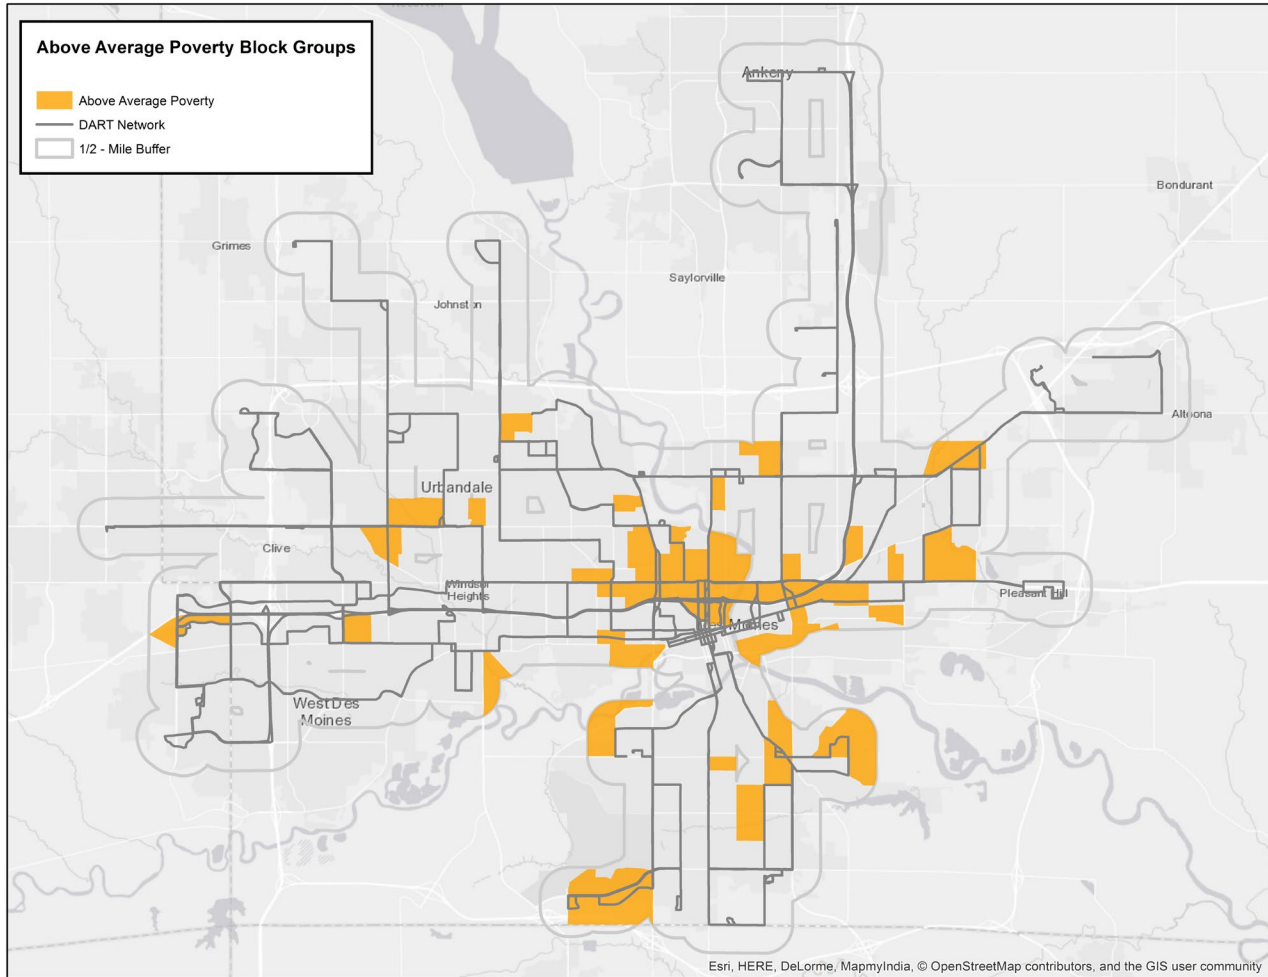 Above Average Poverty Block Groups
Above Average Poverty
DART Network
1/2 - Mile Buffer
Ankeny
Bondurant
Grimes
Saylorville
Johnston
Altoona
Urbandale
Clive
Windsor
Heights
Pleasant Hill
Moines
West Des
Moines
Esri, HERE, DeLorme, MapmyIndia, © OpenStreetMap contributors, and the GIS user community